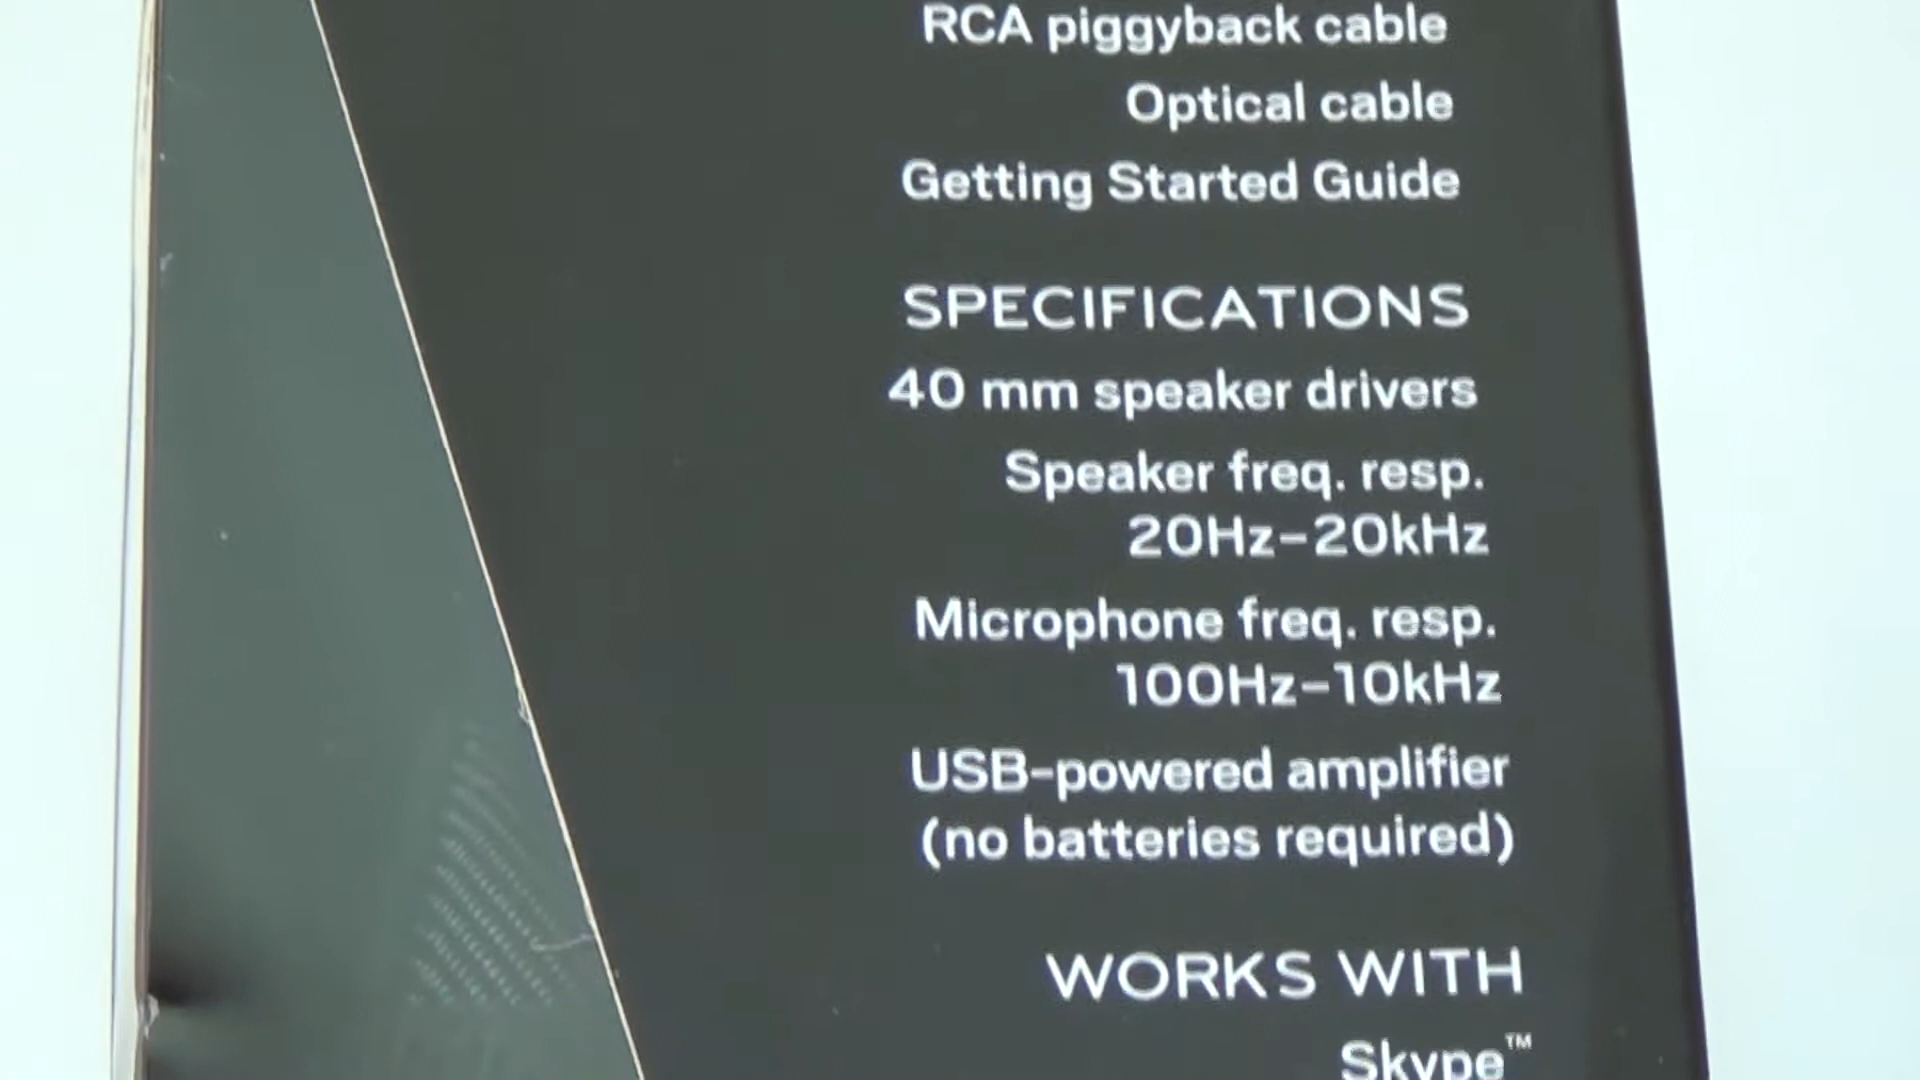 RCA piggyback cable
Optical cable
Getting Started Guide
SPECIFICATIONS
40 mm speaker drivers
Speaker freq. resp.
20Hz–20kHz
Microphone freq. resp.
100Hz–10kHz
USB-powered amplifier
(no batteries required)
WORKS WITH
Skype™